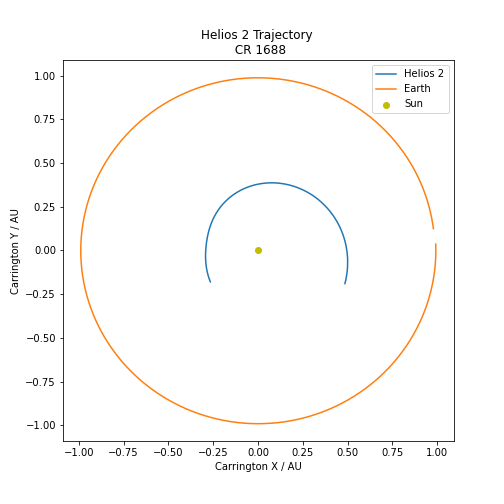 Helios 2 Trajectory
CR 1688
Helios 2
Earth
Sun
Carrington Y / AU
1.00
0.75
0.50
0.25
0.00
−0.25
−0.50
−0.75
−1.00
−1.00 −0.75 −0.50 −0.25 0.00 0.25 0.50 0.75 1.00
Carrington X / AU